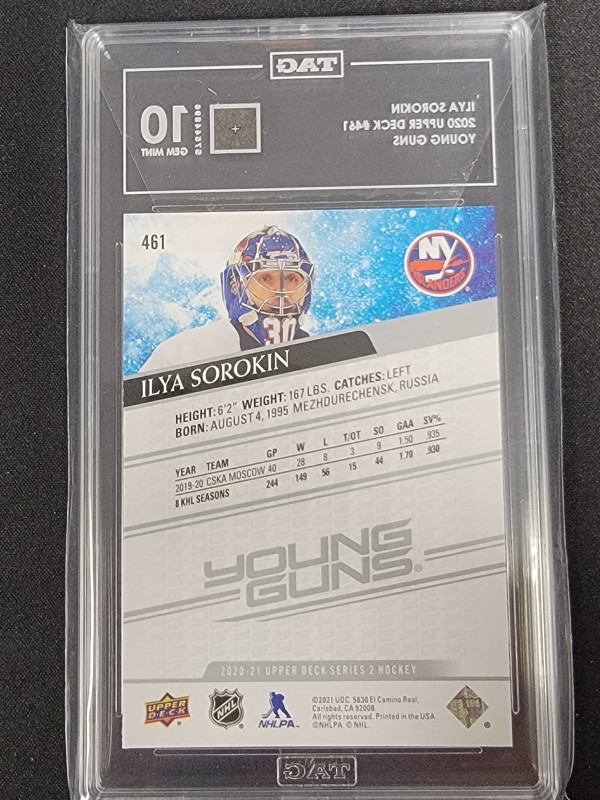 TAG
ILYA SOROKIN
2020 UPPER DECK #461
YOUNG GUNS
10
GEM MINT
S7544896
461
NY
ISLANDERS
30
ILYA SOROKIN
HEIGHT: 6'2" WEIGHT: 167 LBS. CATCHES: LEFT
BORN: AUGUST 4, 1995 MEZHDURECHENSK, RUSSIA
YEAR TEAM GP W L T/OT SO GAA SV%
2019-20 CSKA MOSCOW 40 28 8 3 9 1.50 .935
8 KHL SEASONS 244 149 56 15 44 1.70 .930
YOUNG
GUNS®
2020-21 UPPER DECK SERIES 2 HOCKEY
UPPER
DECK
NHL
NHLPA
©2021 UDC. 5830 El Camino Real,
Carlsbad, CA 92008.
All rights reserved. Printed in the USA.
©NHLPA. © NHL.
TAG